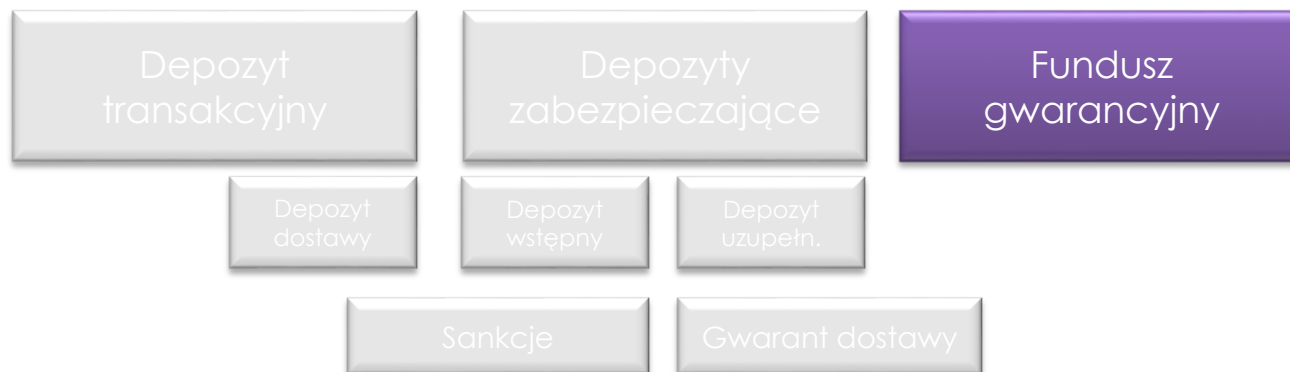 Depozyt
transakcyjny
Depozyty
zabezpieczające
Fundusz
gwarancyjny
Depozyt
dostawy
Depozyt
wstępny
Depozyt
uzupełn.
Sankcje
Gwarant dostawy